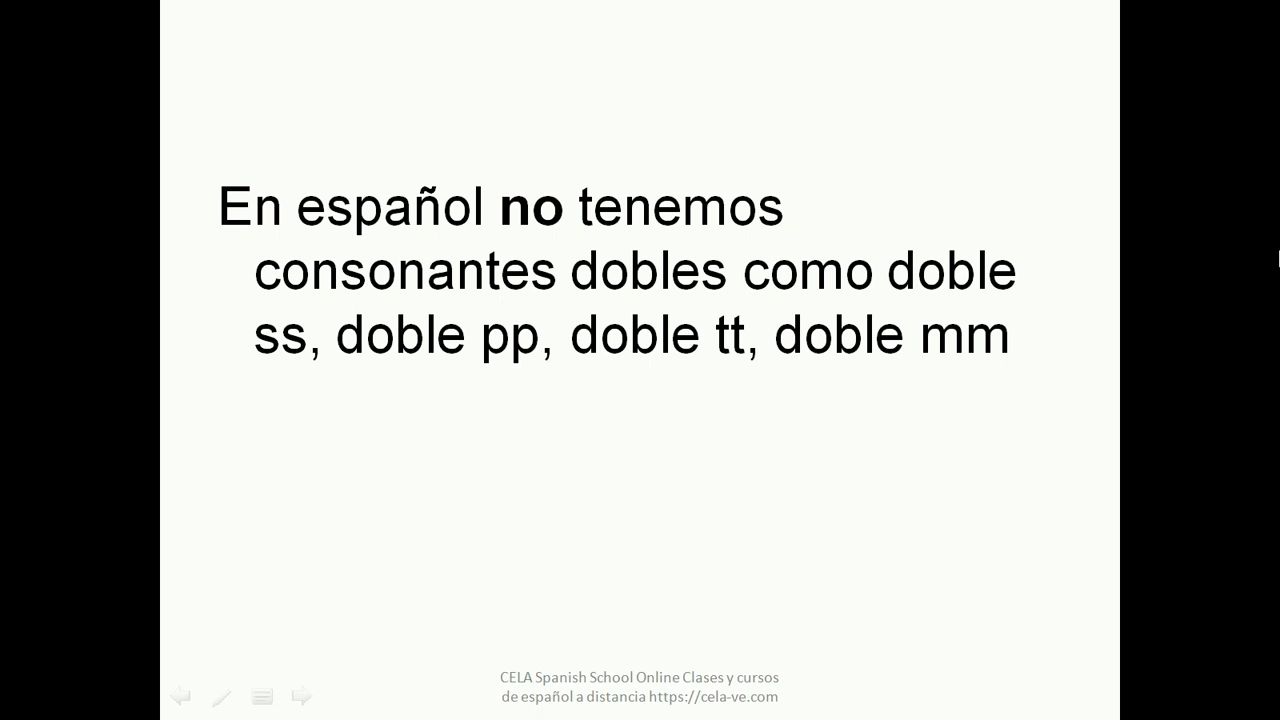 En español no tenemos
consonantes dobles como doble
ss, doble pp, doble tt, doble mm
CELA Spanish School Online Clases y cursos
de español a distancia https://cela-ve.com